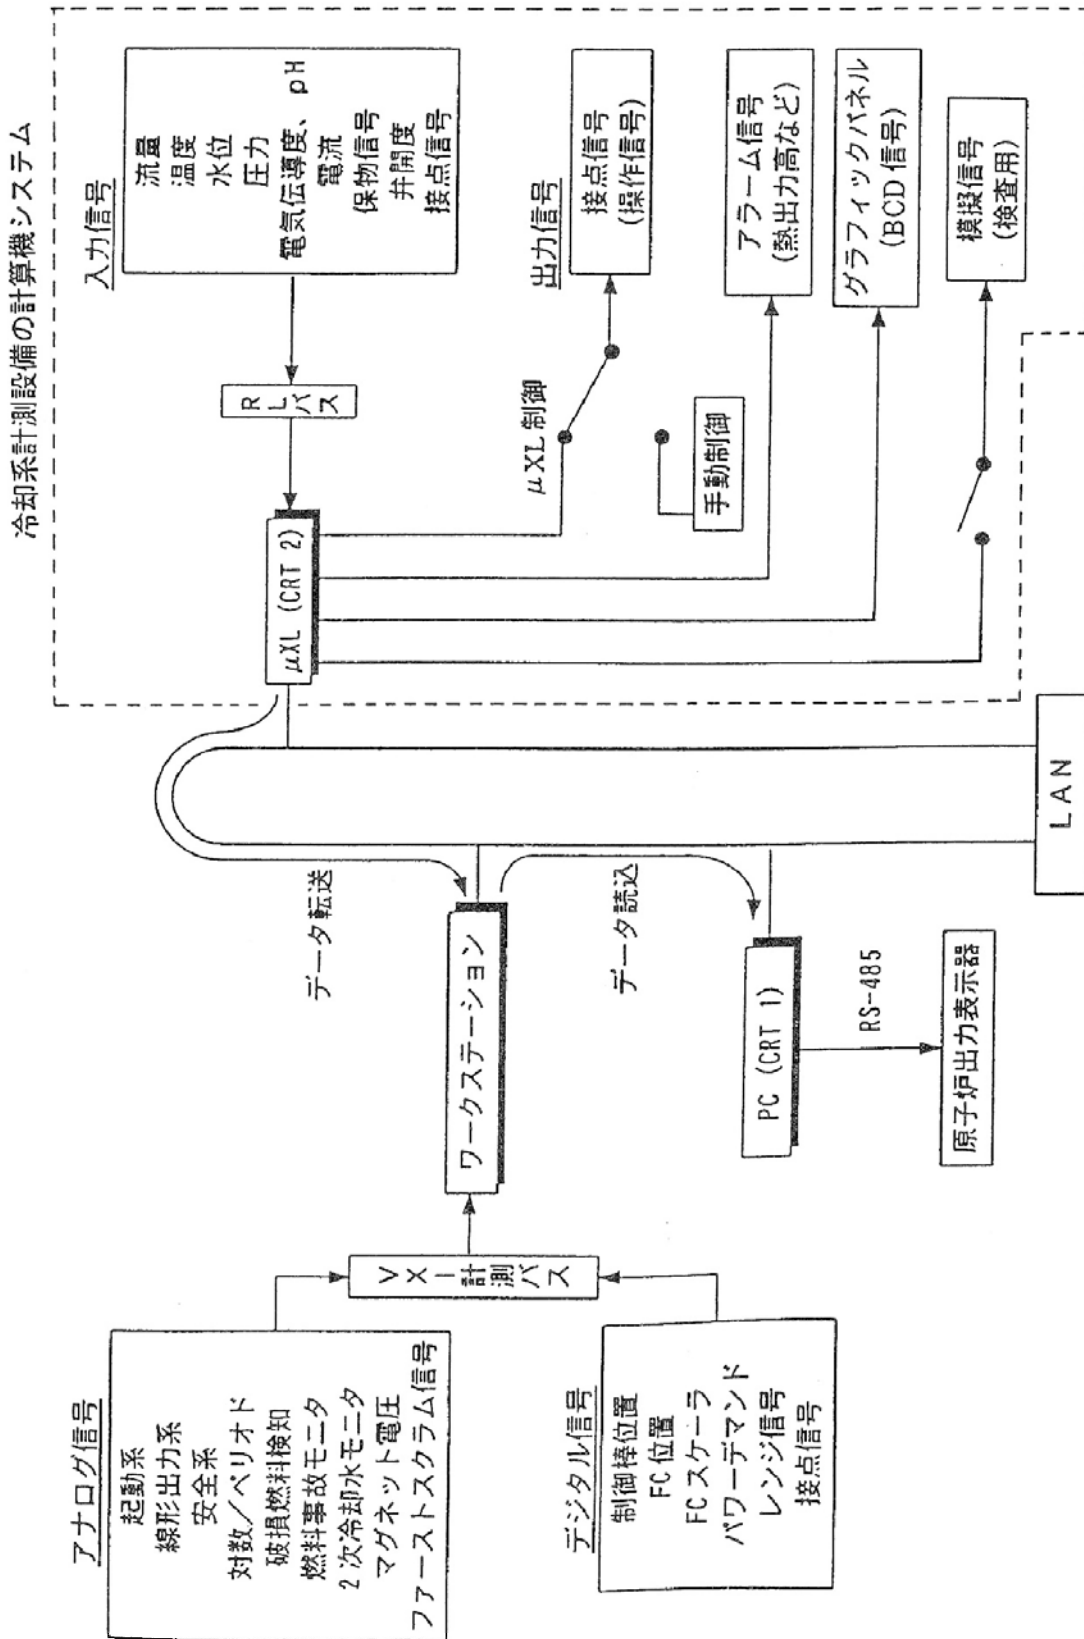 冷却系計測設備の計算機システム
アナログ信号
起動系
線形出力系
安全系
対数/ペリオド
破損燃料検知
燃料事故モニタ
2次冷却水モニタ
マグネット電圧
ファーストスクラム信号
デジタル信号
制御棒位置
FC位置
FCスケーラ
パワーデマンド
レンジ信号
接点信号
VXI計測バス
ワークステーション
データ転送
データ読込
PC (CRT 1)
RS-485
原子炉出力表示器
LAN
μXL (CRT 2)
RLバス
入力信号
流量
温度
水位
圧力
電気伝導度、pH
電流
保物信号
弁開度
接点信号
μXL制御
手動制御
出力信号
接点信号
(操作信号)
アラーム信号
(熱出力高など)
グラフィックパネル
(BCD信号)
模擬信号
(検査用)